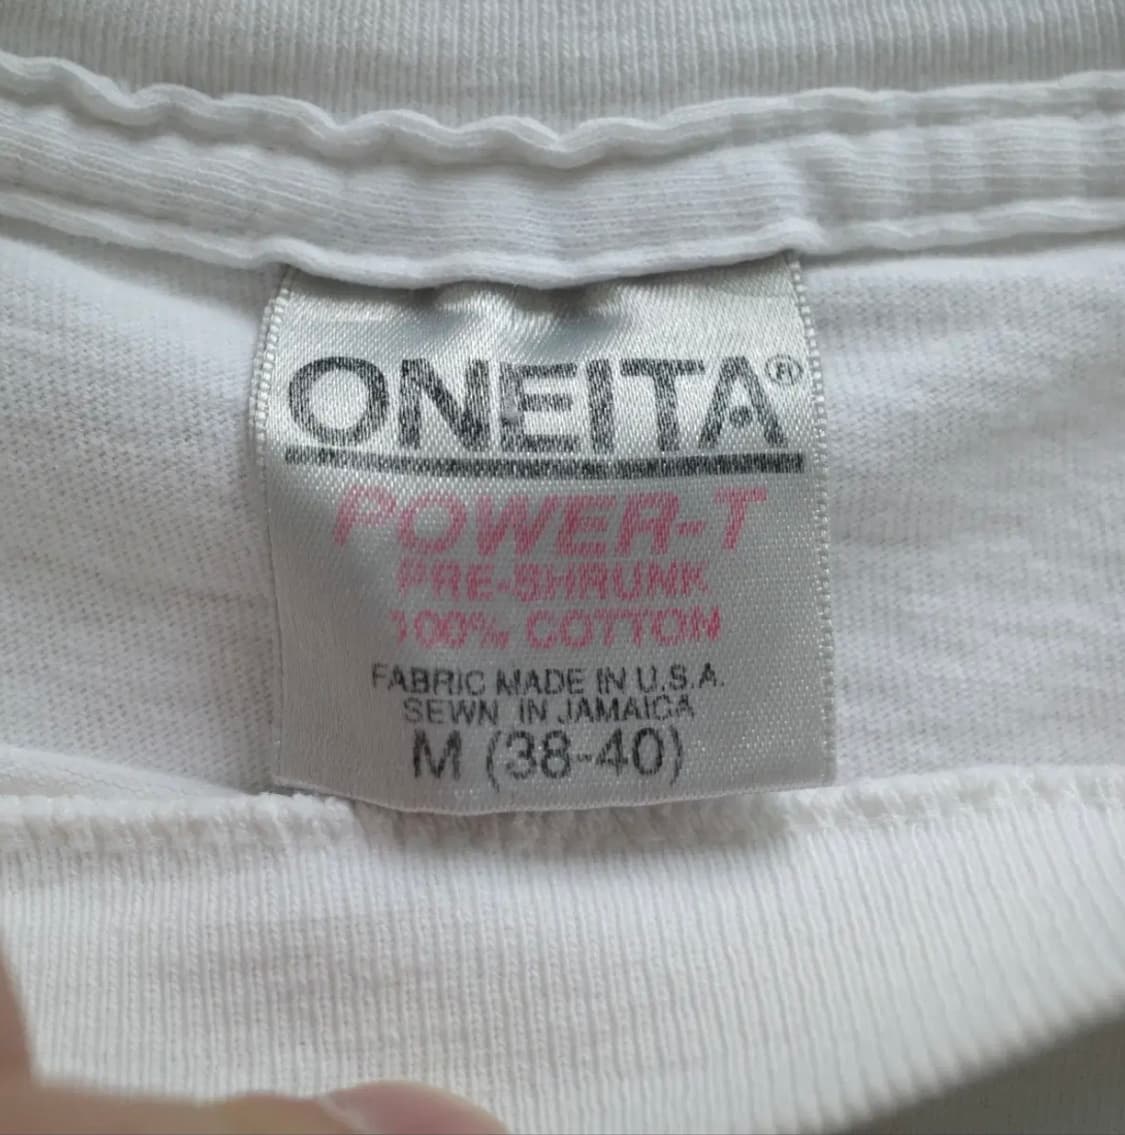 ONEITA®
POWER-T
PRE-SHRUNK
100% COTTON
FABRIC MADE IN U.S.A.
SEWN IN JAMAICA
M (38-40)